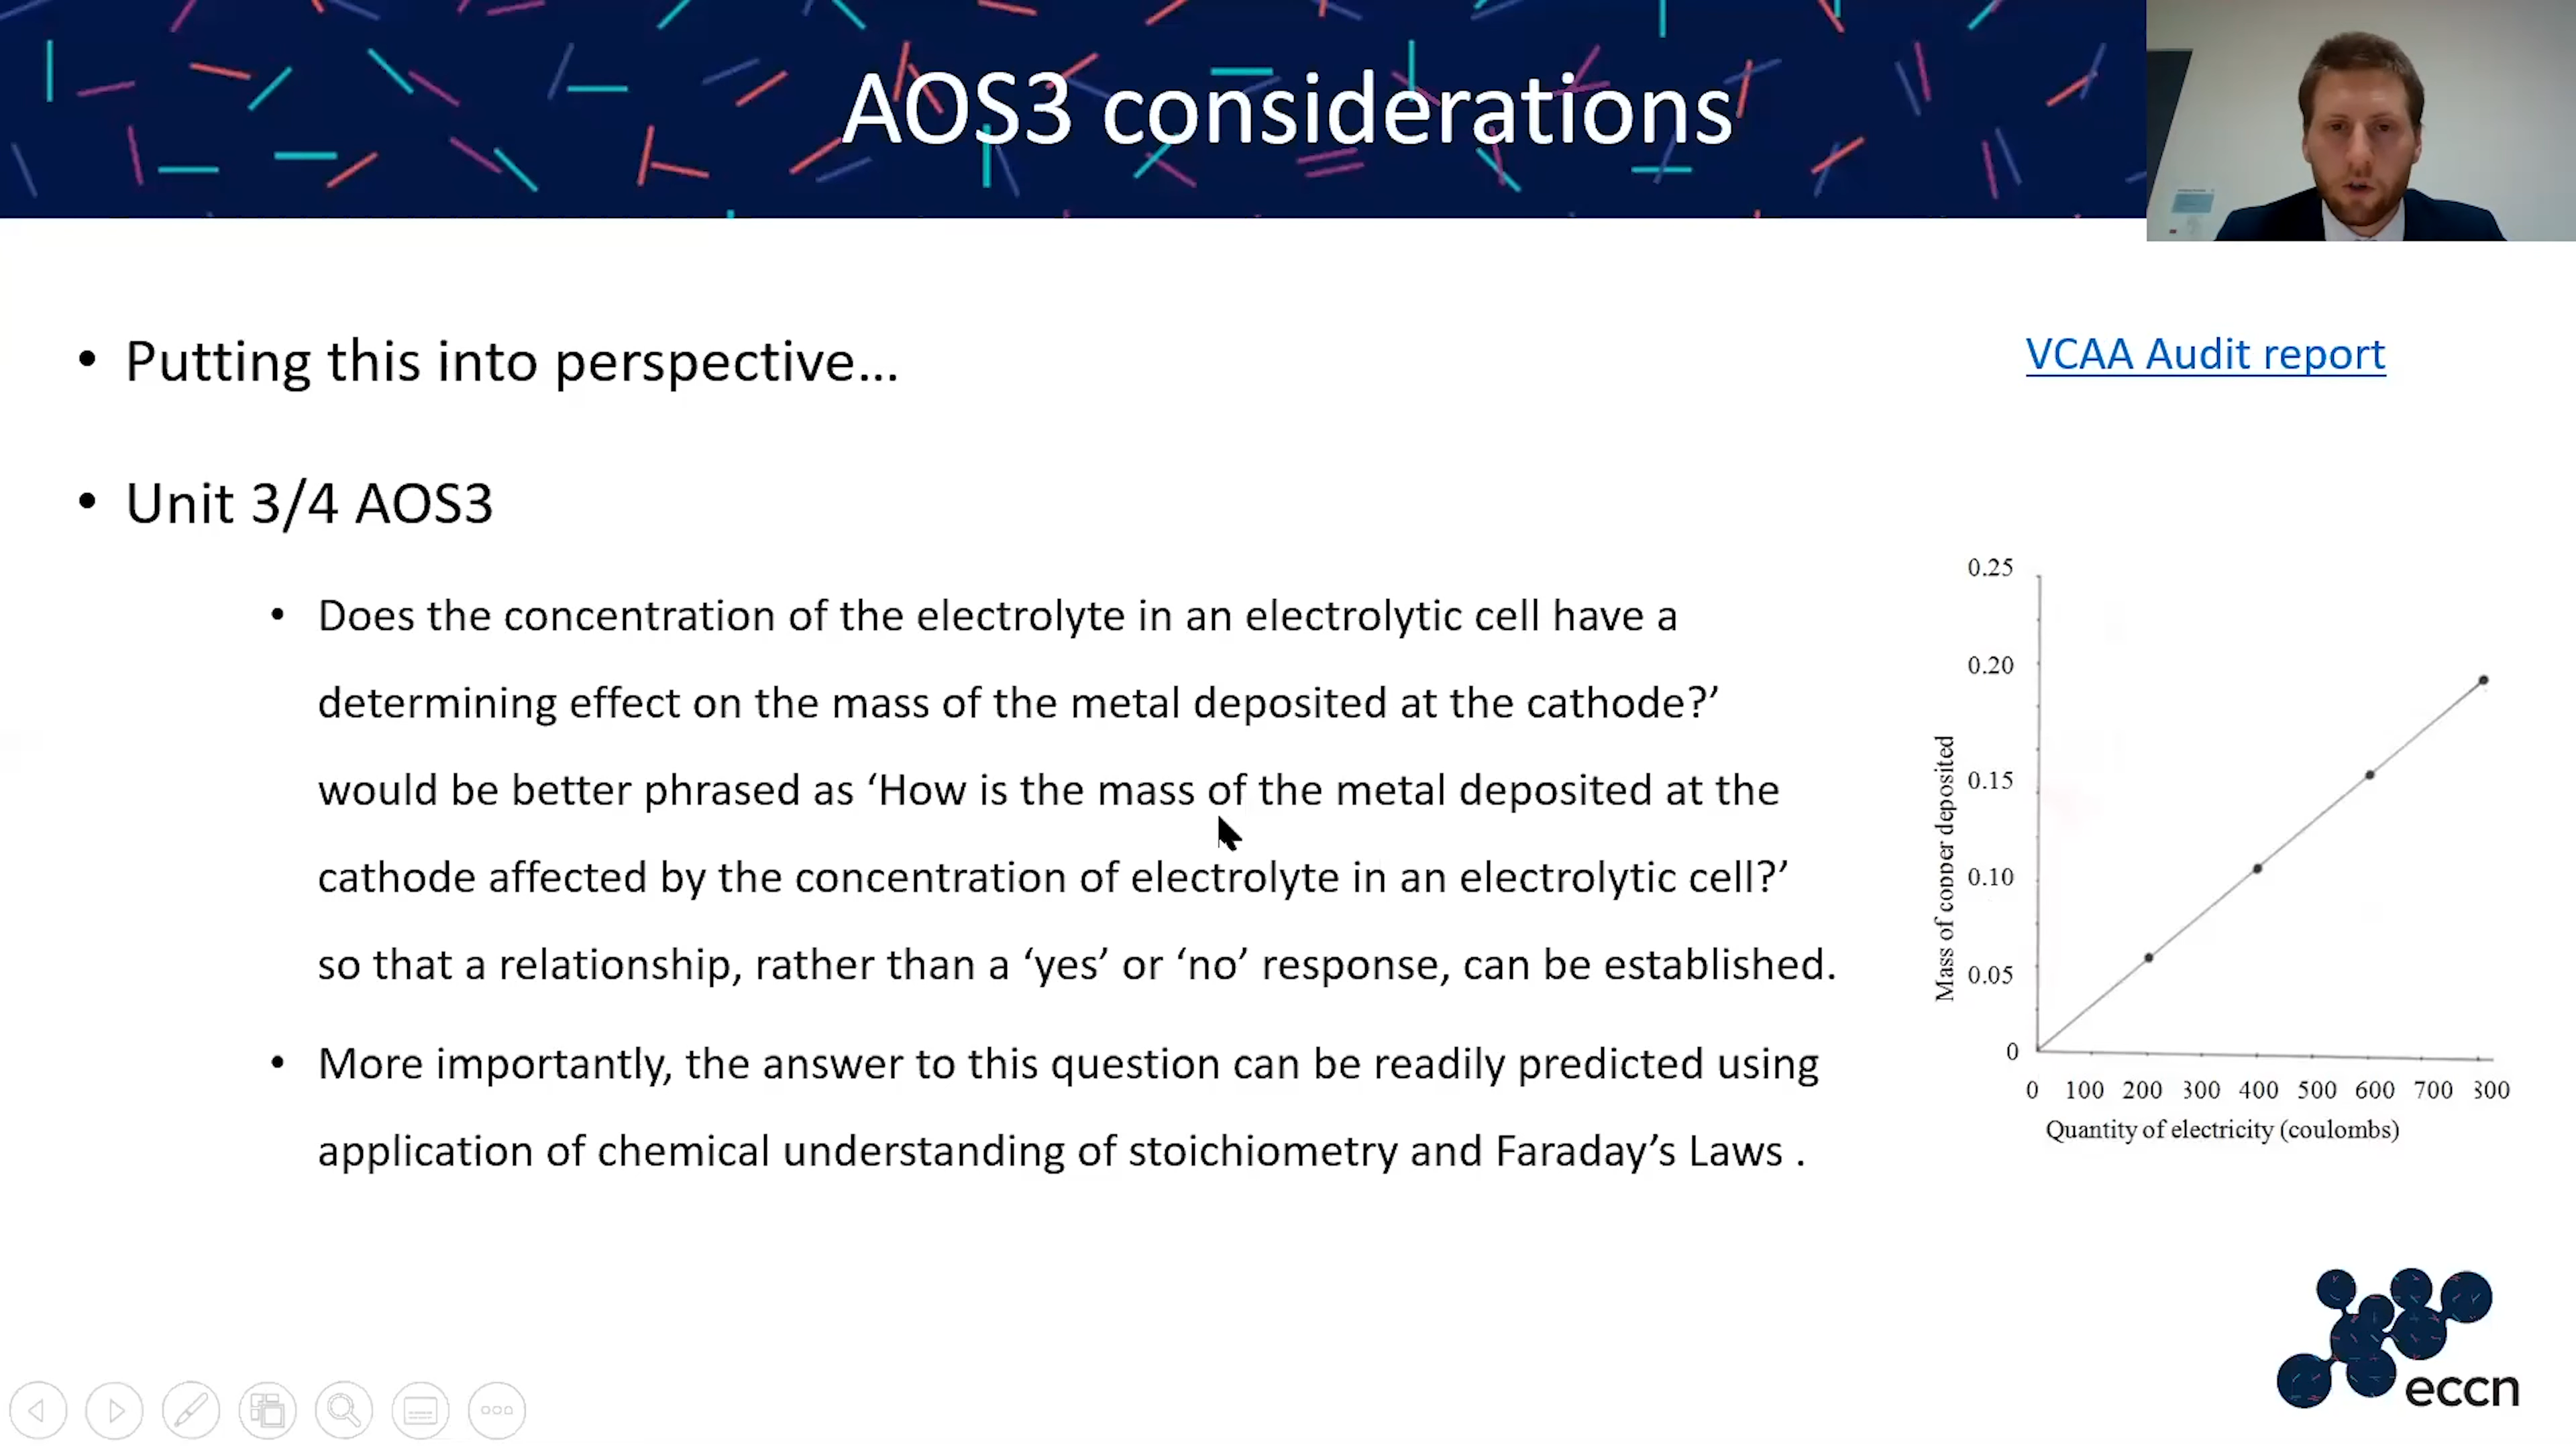 AOS3 considerations
• Putting this into perspective...
VCAA Audit report
• Unit 3/4 AOS3
• Does the concentration of the electrolyte in an electrolytic cell have a
determining effect on the mass of the metal deposited at the cathode?’
would be better phrased as ‘How is the mass of the metal deposited at the
cathode affected by the concentration of electrolyte in an electrolytic cell?’
so that a relationship, rather than a ‘yes’ or ‘no’ response, can be established.
• More importantly, the answer to this question can be readily predicted using
application of chemical understanding of stoichiometry and Faraday’s Laws .
Mass of copper deposited
0.25
0.20
0.15
0.10
0.05
0
0 100 200 300 400 500 600 700 800
Quantity of electricity (coulombs)
eccn